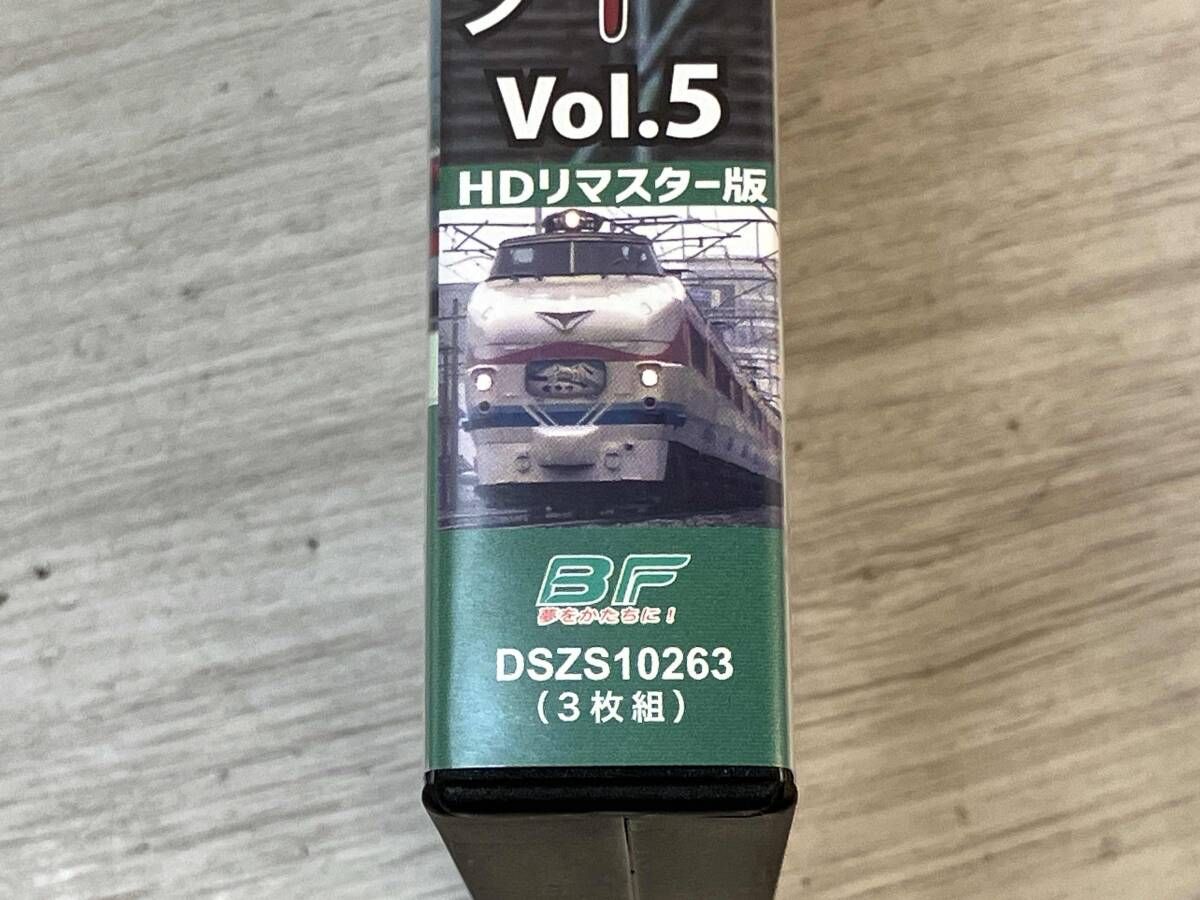 Vol.5
HDリマスター版
BF
夢をかたちに!
DSZS10263
(3枚組)